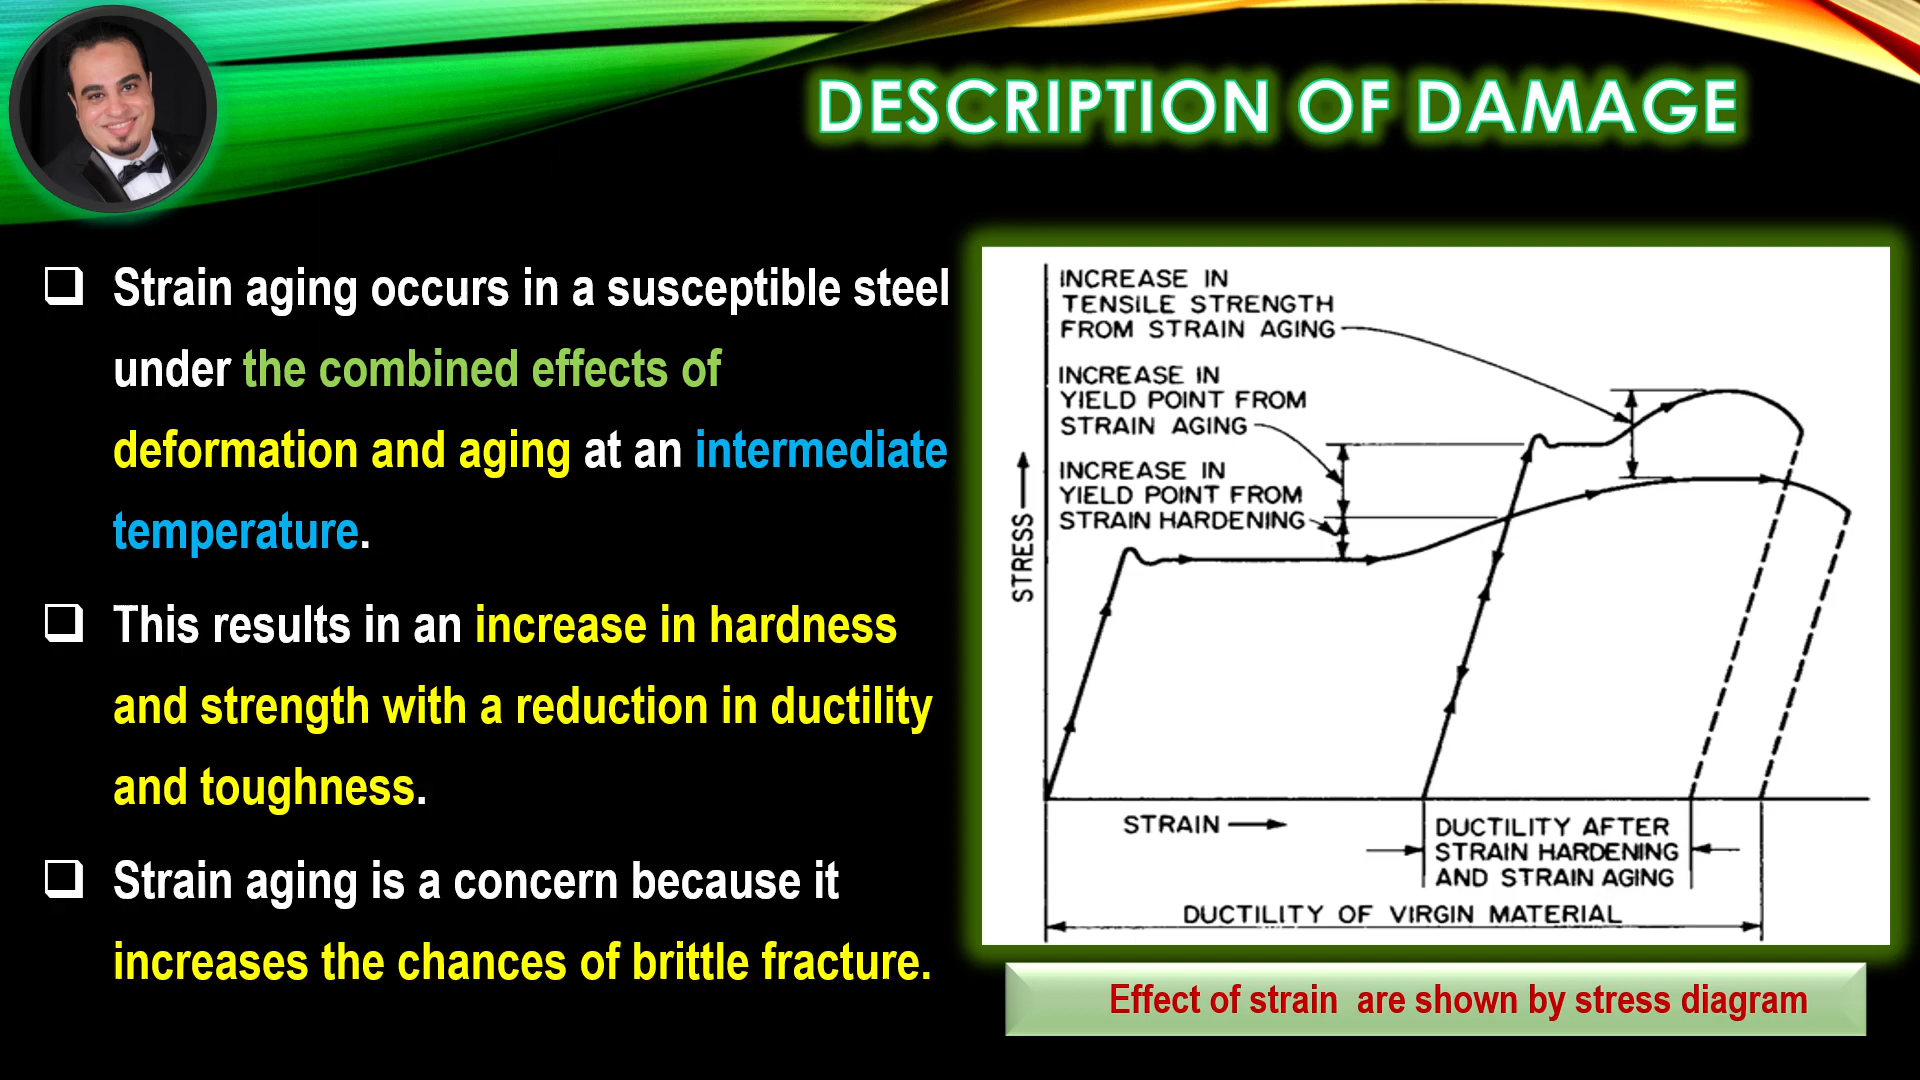 DESCRIPTION OF DAMAGE
Strain aging occurs in a susceptible steel
under the combined effects of
deformation and aging at an intermediate
temperature.
This results in an increase in hardness
and strength with a reduction in ductility
and toughness.
Strain aging is a concern because it
increases the chances of brittle fracture.
INCREASE IN
TENSILE STRENGTH
FROM STRAIN AGING
INCREASE IN
YIELD POINT FROM
STRAIN AGING
INCREASE IN
YIELD POINT FROM
STRAIN HARDENING
STRESS
STRAIN
DUCTILITY AFTER
STRAIN HARDENING
AND STRAIN AGING
DUCTILITY OF VIRGIN MATERIAL
Effect of strain are shown by stress diagram